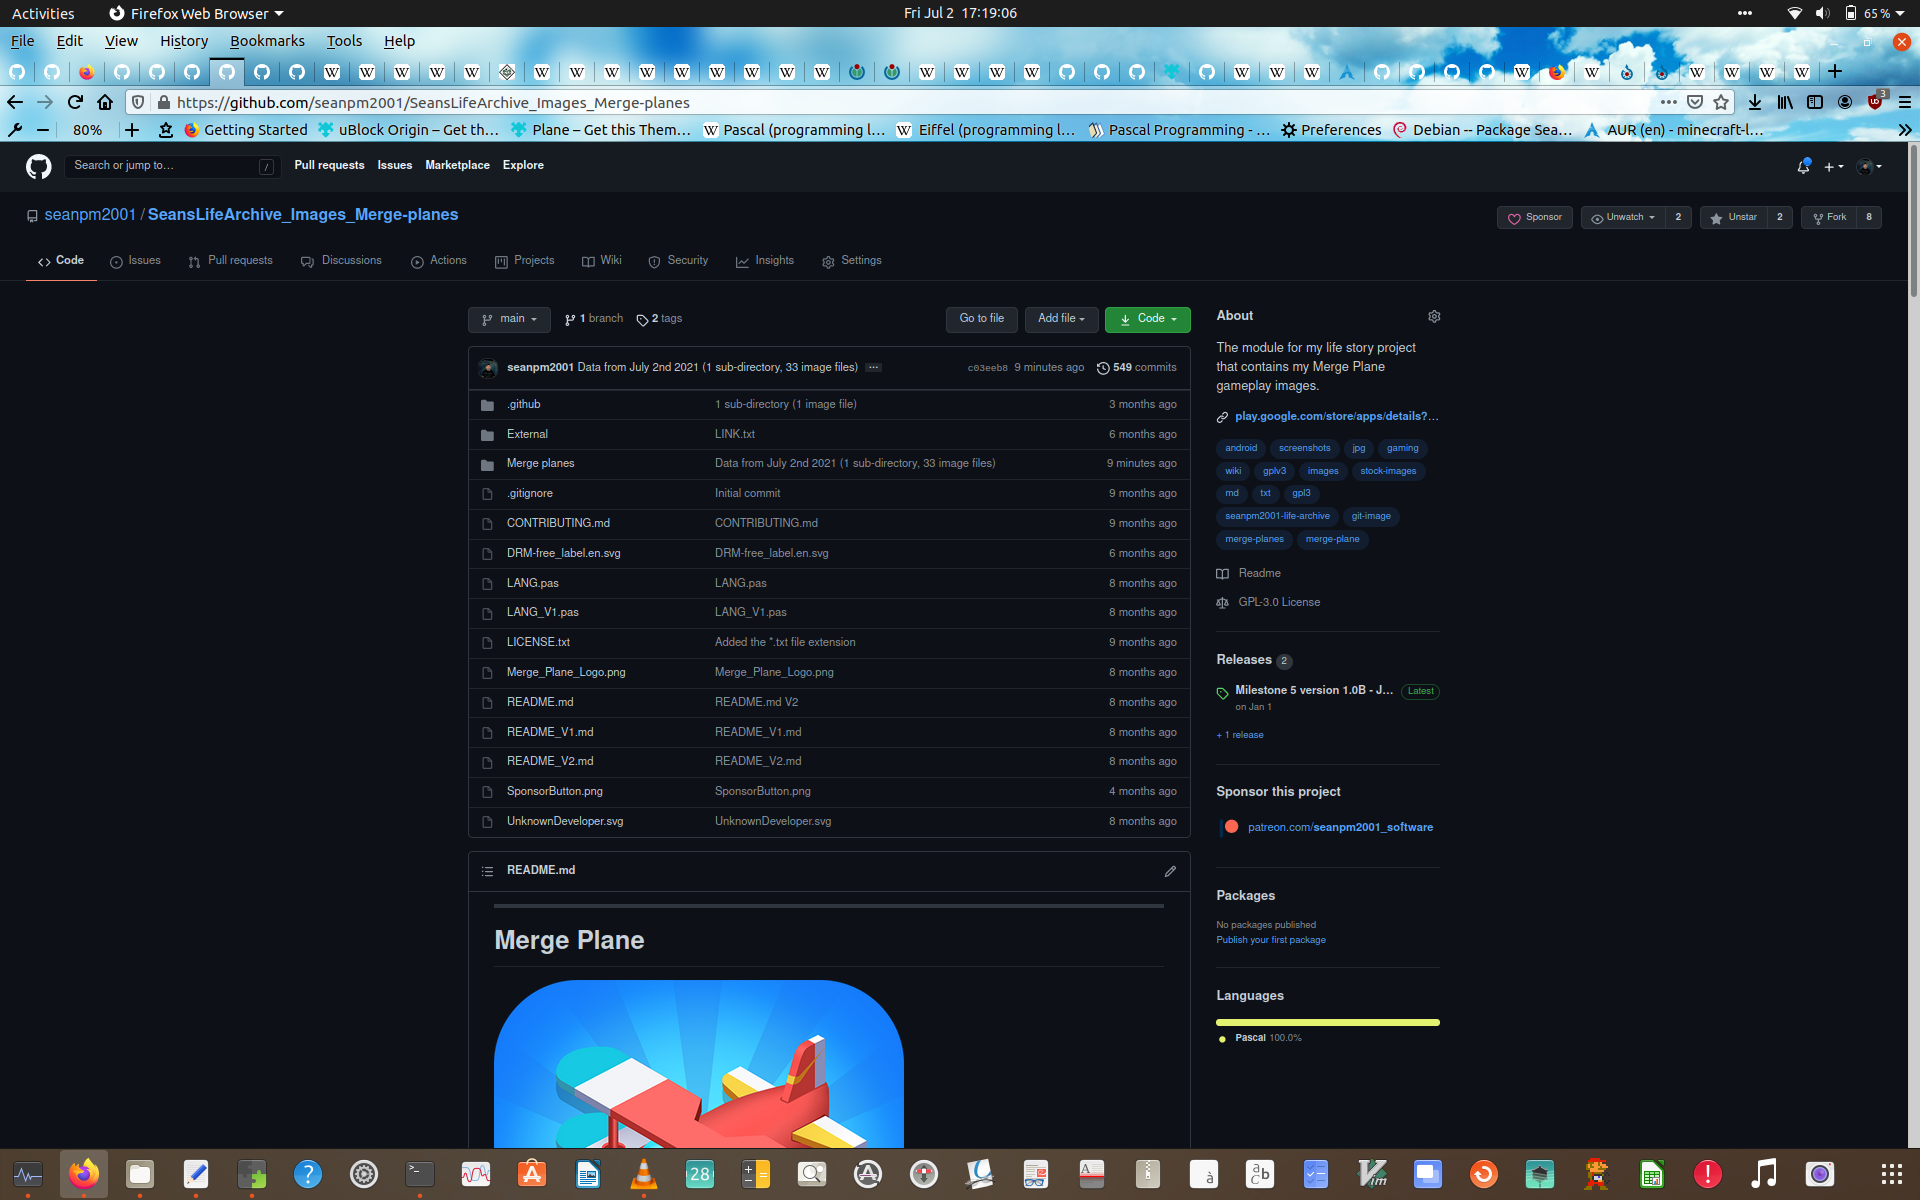 Activities Firefox Web Browser Fri Jul 2 17:19:06 65 %
File Edit View History Bookmarks Tools Help
https://github.com/seanpm2001/SeansLifeArchive_Images_Merge-planes 3
80% Getting Started uBlock Origin – Get th… Plane – Get this Them… Pascal (programming l… Eiffel (programming l… Pascal Programming - … Preferences Debian -- Package Sea… AUR (en) - minecraft-l…
Search or jump to… / Pull requests Issues Marketplace Explore
seanpm2001 / SeansLifeArchive_Images_Merge-planes Sponsor Unwatch 2 Unstar 2 Fork 8
Code Issues Pull requests Discussions Actions Projects Wiki Security Insights Settings
main 1 branch 2 tags Go to file Add file Code
seanpm2001 Data from July 2nd 2021 (1 sub-directory, 33 image files) … c03eeb8 9 minutes ago 549 commits
.github 1 sub-directory (1 image file) 3 months ago
External LINK.txt 6 months ago
Merge planes Data from July 2nd 2021 (1 sub-directory, 33 image files) 9 minutes ago
.gitignore Initial commit 9 months ago
CONTRIBUTING.md CONTRIBUTING.md 9 months ago
DRM-free_label.en.svg DRM-free_label.en.svg 6 months ago
LANG.pas LANG.pas 8 months ago
LANG_V1.pas LANG_V1.pas 8 months ago
LICENSE.txt Added the *.txt file extension 9 months ago
Merge_Plane_Logo.png Merge_Plane_Logo.png 8 months ago
README.md README.md V2 8 months ago
README_V1.md README_V1.md 8 months ago
README_V2.md README_V2.md 8 months ago
SponsorButton.png SponsorButton.png 4 months ago
UnknownDeveloper.svg UnknownDeveloper.svg 8 months ago
README.md
Merge Plane
About
The module for my life story project
that contains my Merge Plane
gameplay images.
play.google.com/store/apps/details?…
android screenshots jpg gaming
wiki gplv3 images stock-images
md txt gpl3
seanpm2001-life-archive git-image
merge-planes merge-plane
Readme
GPL-3.0 License
Releases 2
Milestone 5 version 1.0B - J… Latest
on Jan 1
+ 1 release
Sponsor this project
patreon.com/seanpm2001_software
Packages
No packages published
Publish your first package
Languages
Pascal 100.0%
28